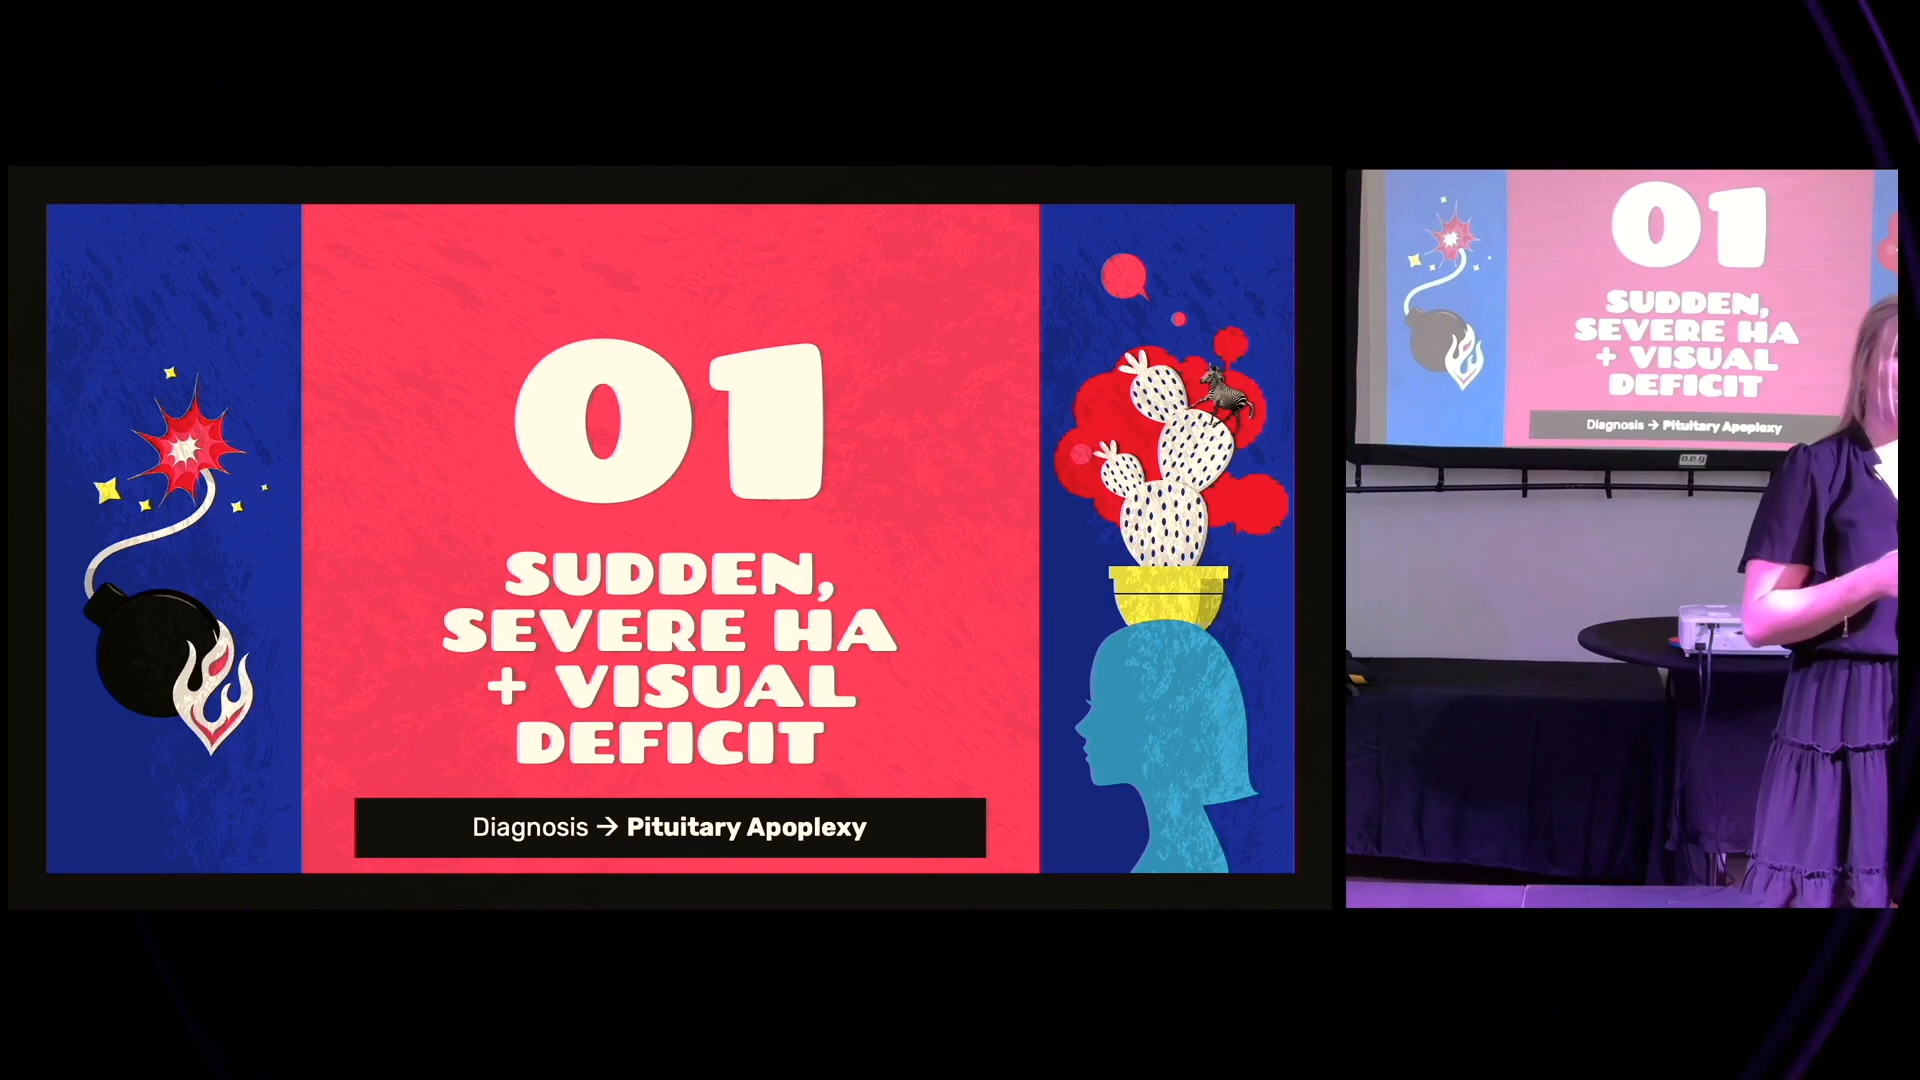 01
SUDDEN,
SEVERE HA
+ VISUAL
DEFICIT
Diagnosis → Pituitary Apoplexy
01
SUDDEN,
SEVERE HA
+ VISUAL
DEFICIT
Diagnosis → Pituitary Apoplexy